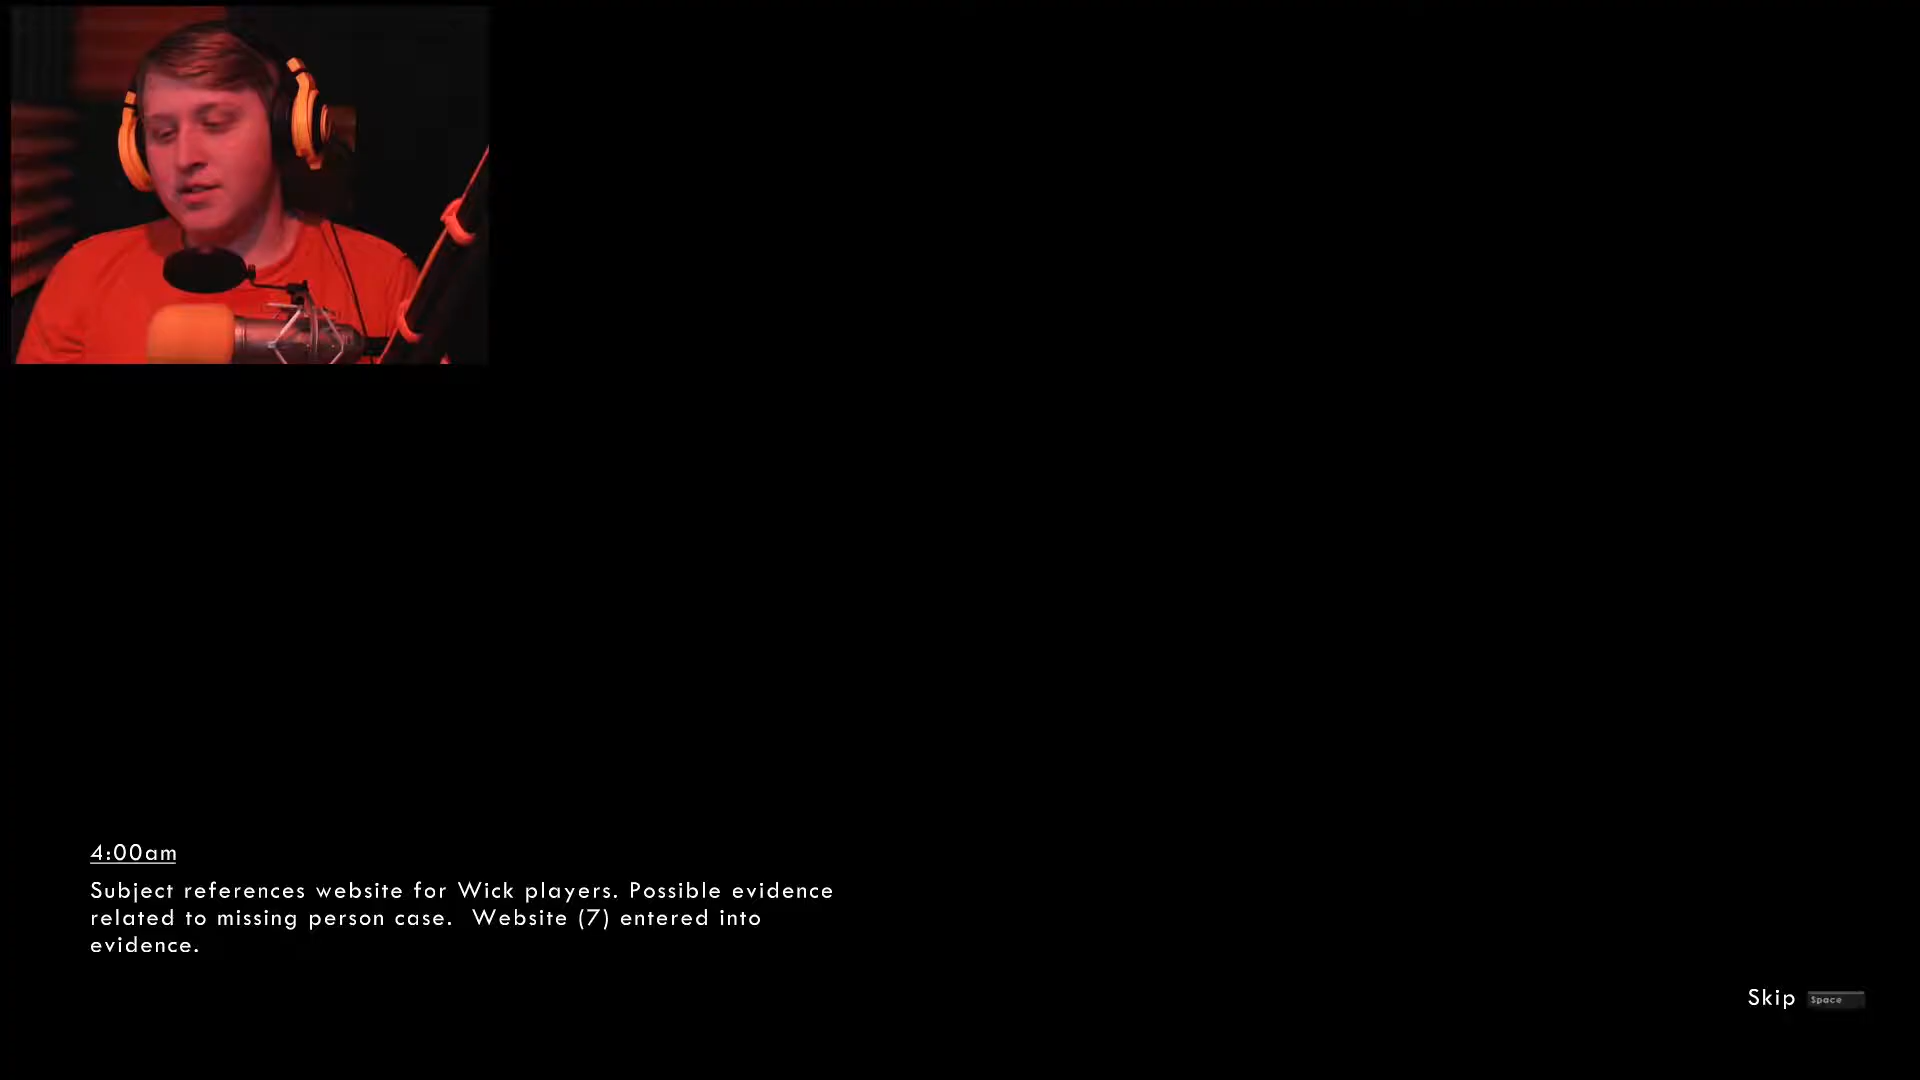 4:00am
Subject references website for Wick players. Possible evidence
related to missing person case.  Website (7) entered into
evidence.
Skip Space